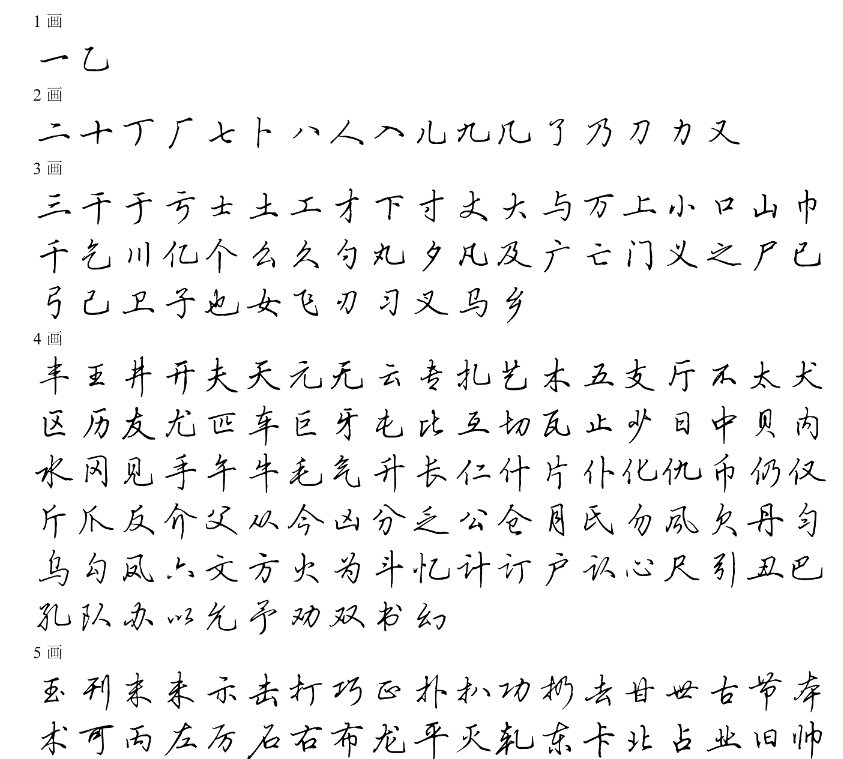 1 画
一乙
2 画
二十丁厂七卜八人入儿九几了乃刀力又
3 画
三干于亏士土工才下寸丈大与万上小口山巾
千乞川亿个么久勺丸夕凡及广亡门义之尸已
弓己卫子也女飞刃习叉马乡
4 画
丰王井开夫天元无云专扎艺木五支厅不太犬
区历友尤匹车巨牙屯比互切瓦止少日中贝内
水冈见手午牛毛气升长仁什片仆化仇币仍仅
斤爪反介父从今凶分乏公仓月氏勿风欠丹匀
乌勾凤六文方火为斗忆计订户认心尺引丑巴
孔队办以允予劝双书幻
5 画
玉刊末未示击打巧正扑扒功扔去甘世古节本
术可丙左厉石右布龙平灭轧东卡北占业旧帅